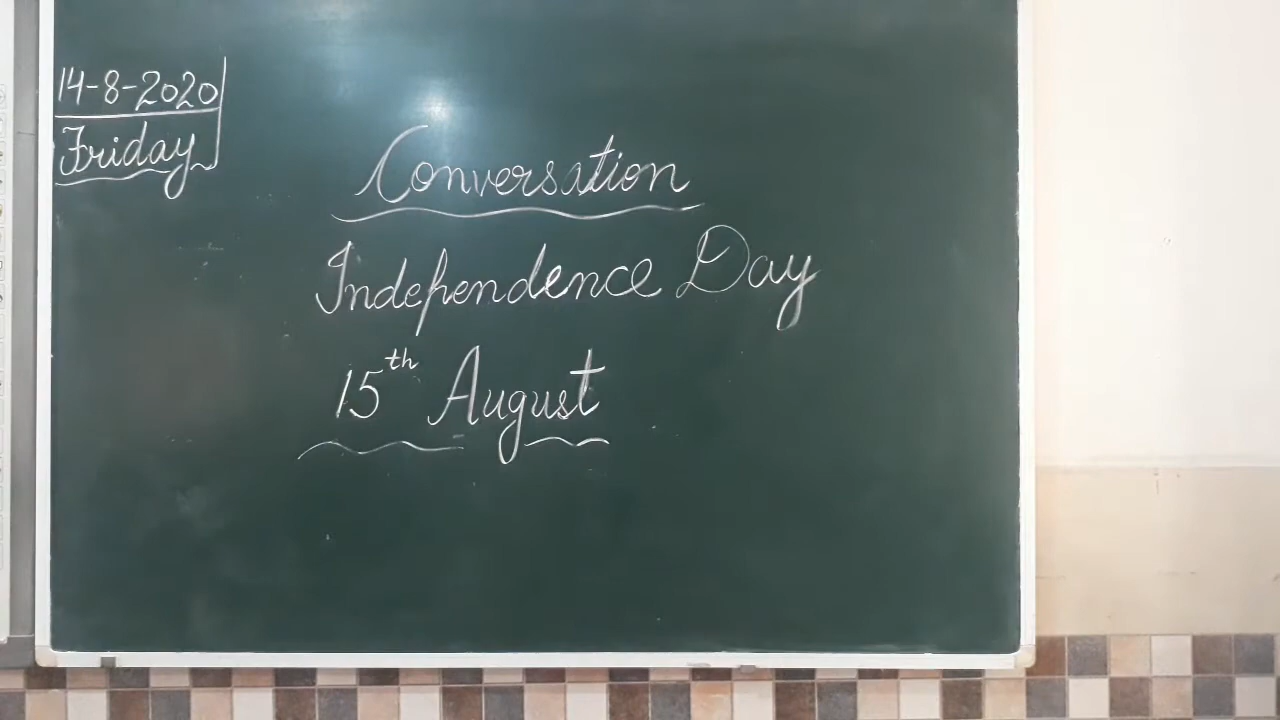 14-8-2020
Friday
Conversation
Independence Day
15th August